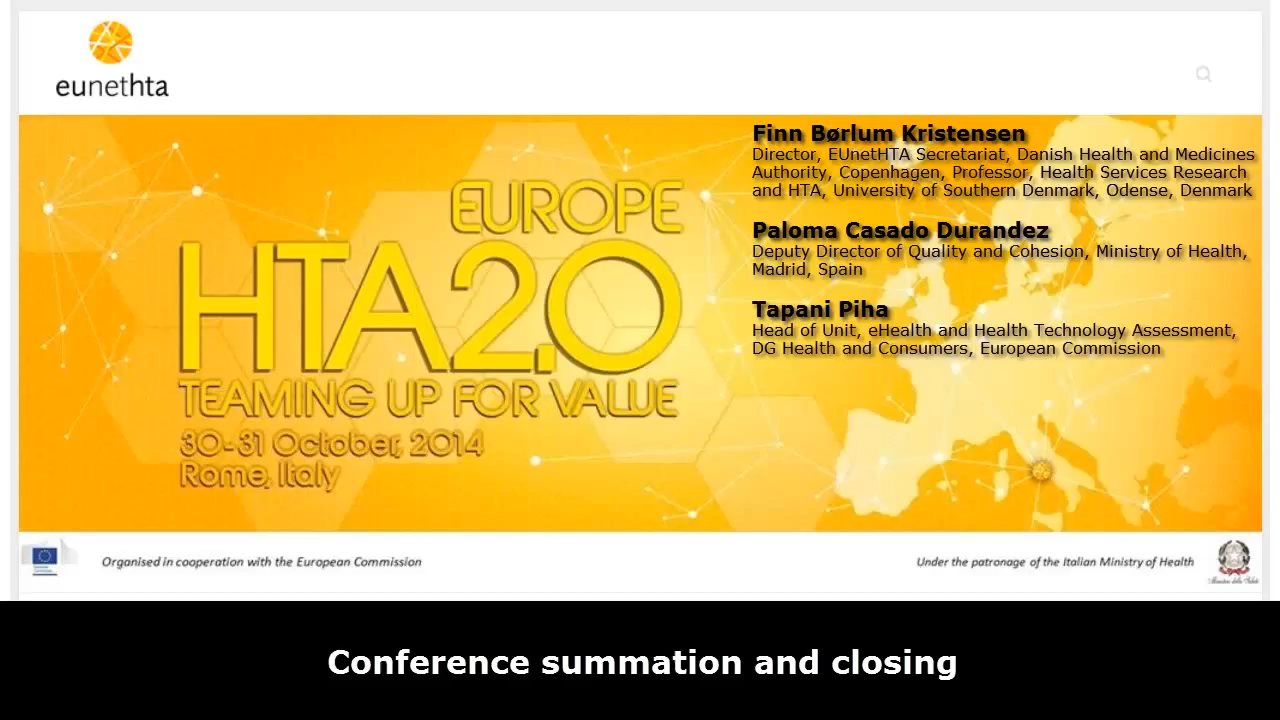 eunethta
EUROPE
HTA2.0
TEAMING UP FOR VALUE
30-31 October, 2014
Rome, Italy
Finn Børlum Kristensen
Director, EUnetHTA Secretariat, Danish Health and Medicines
Authority, Copenhagen, Professor, Health Services Research
and HTA, University of Southern Denmark, Odense, Denmark
Paloma Casado Durandez
Deputy Director of Quality and Cohesion, Ministry of Health,
Madrid, Spain
Tapani Piha
Head of Unit, eHealth and Health Technology Assessment,
DG Health and Consumers, European Commission
Organised in cooperation with the European Commission
Under the patronage of the Italian Ministry of Health
Conference summation and closing